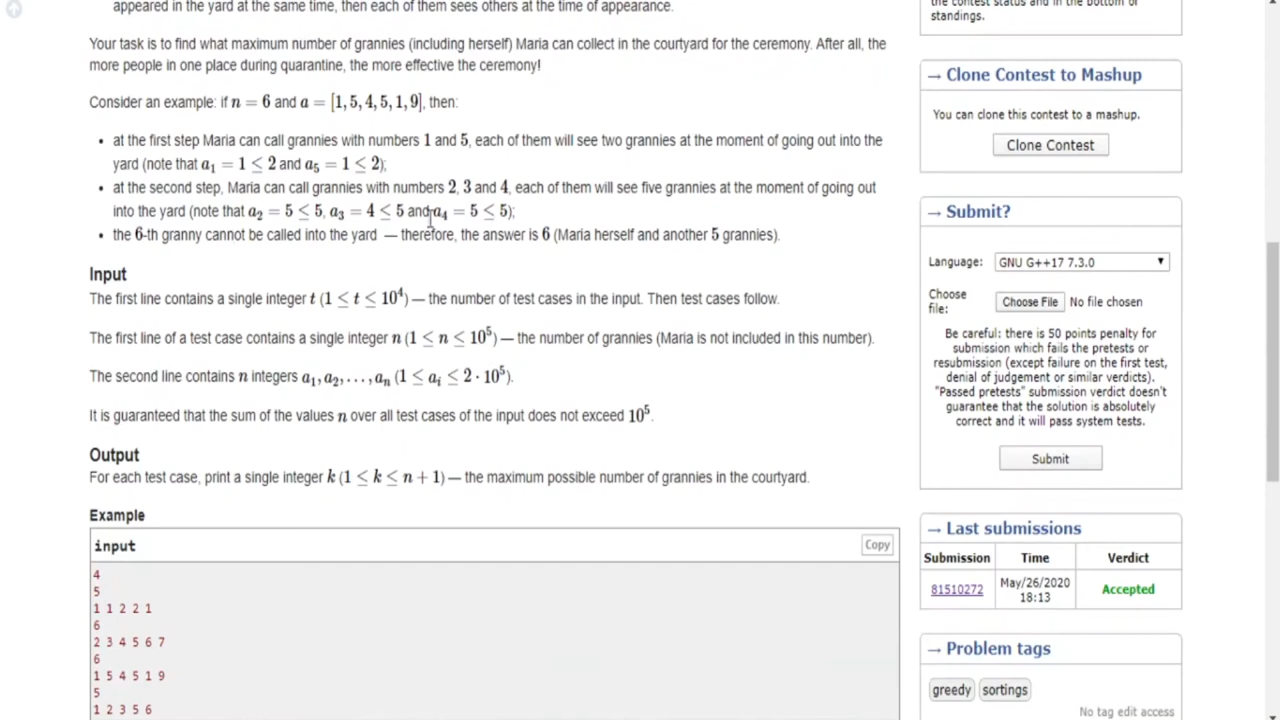 appeared in the yard at the same time, then each of them sees others at the time of appearance.
Your task is to find what maximum number of grannies (including herself) Maria can collect in the courtyard for the ceremony. After all, the
more people in one place during quarantine, the more effective the ceremony!
Consider an example: if n = 6 and a = [1, 5, 4, 5, 1, 9], then:
• at the first step Maria can call grannies with numbers 1 and 5, each of them will see two grannies at the moment of going out into the
yard (note that a₁ = 1 ≤ 2 and a₅ = 1 ≤ 2);
• at the second step, Maria can call grannies with numbers 2, 3 and 4, each of them will see five grannies at the moment of going out
into the yard (note that a₂ = 5 ≤ 5, a₃ = 4 ≤ 5 and a₄ = 5 ≤ 5);
• the 6-th granny cannot be called into the yard — therefore, the answer is 6 (Maria herself and another 5 grannies).
Input
The first line contains a single integer t (1 ≤ t ≤ 10⁴) — the number of test cases in the input. Then test cases follow.
The first line of a test case contains a single integer n (1 ≤ n ≤ 10⁵) — the number of grannies (Maria is not included in this number).
The second line contains n integers a₁, a₂, . . . , aₙ (1 ≤ aᵢ ≤ 2 · 10⁵).
It is guaranteed that the sum of the values n over all test cases of the input does not exceed 10⁵.
Output
For each test case, print a single integer k (1 ≤ k ≤ n + 1) — the maximum possible number of grannies in the courtyard.
Example
input
Copy
4
5
1 1 2 2 1
6
2 3 4 5 6 7
6
1 5 4 5 1 9
5
1 2 3 5 6
the contest status and in the bottom of
standings.
→ Clone Contest to Mashup
You can clone this contest to a mashup.
Clone Contest
→ Submit?
Language: GNU G++17 7.3.0
Choose
file: Choose File No file chosen
Be careful: there is 50 points penalty for
submission which fails the pretests or
resubmission (except failure on the first test,
denial of judgement or similar verdicts).
"Passed pretests" submission verdict doesn't
guarantee that the solution is absolutely
correct and it will pass system tests.
Submit
→ Last submissions
Submission Time Verdict
81510272 May/26/2020 Accepted
18:13
→ Problem tags
greedy sortings
No tag edit access